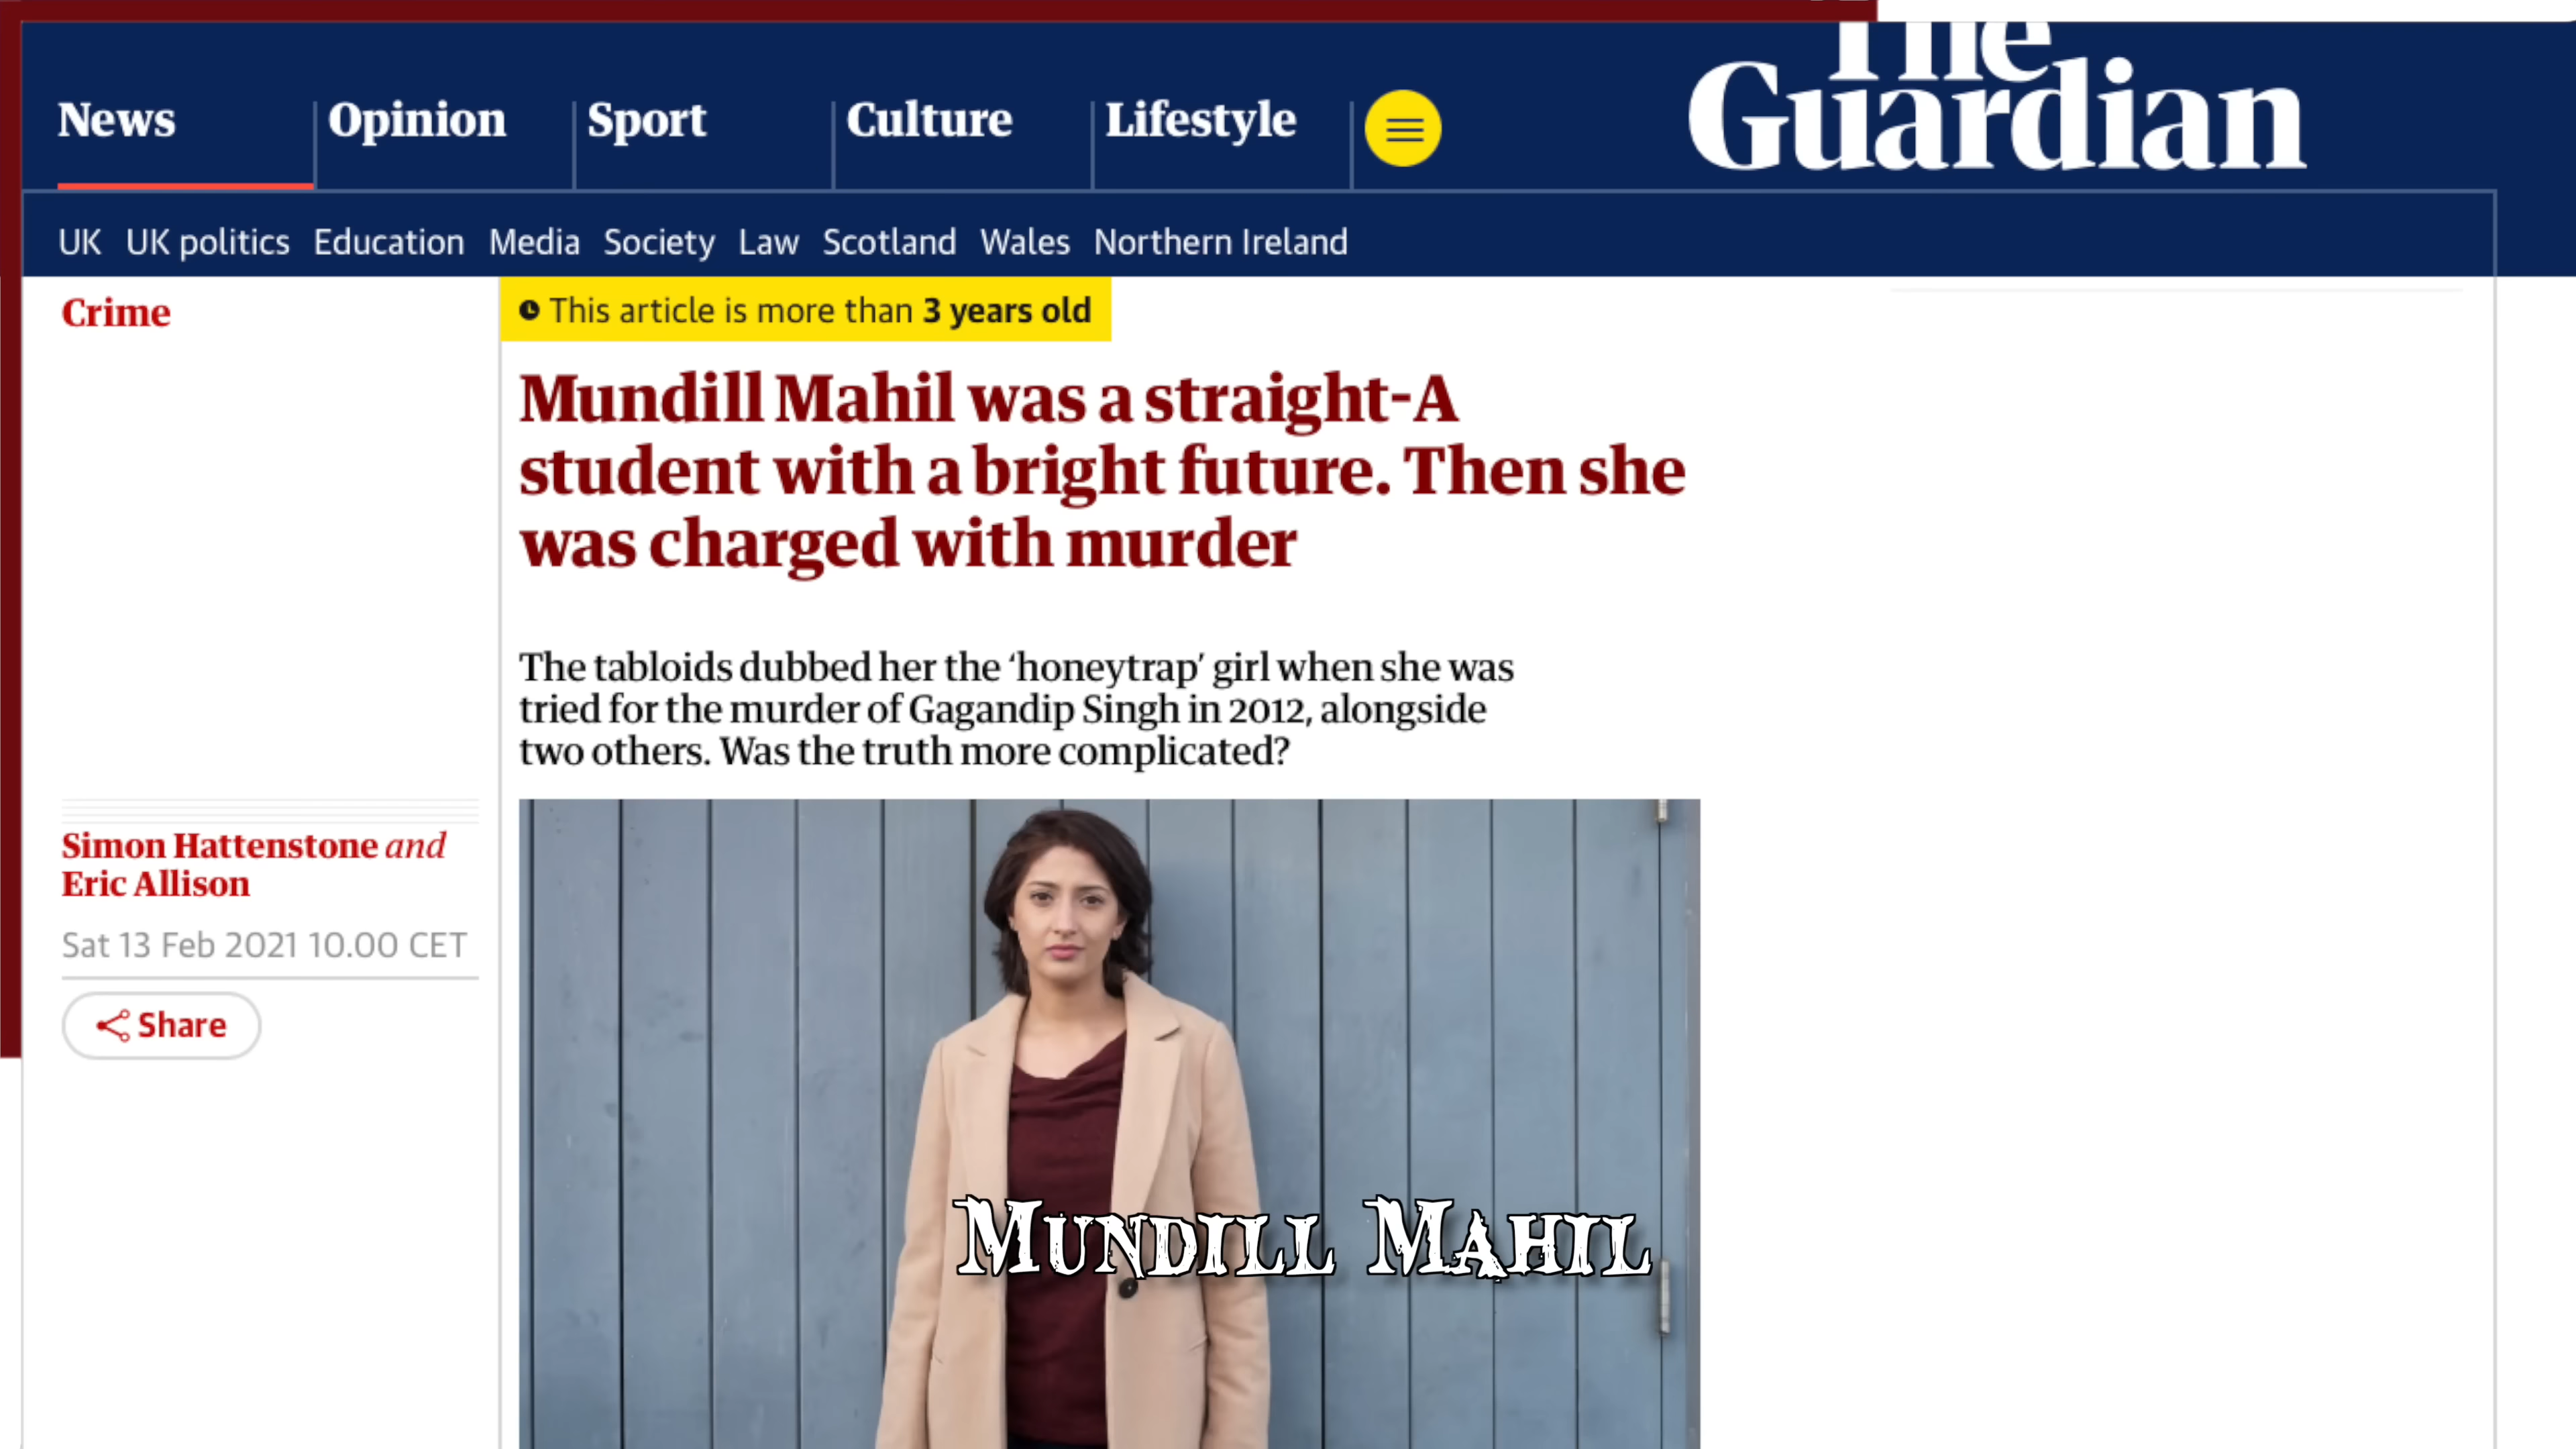 The
Guardian
News
Opinion
Sport
Culture
Lifestyle
UK UK politics Education Media Society Law Scotland Wales Northern Ireland
Crime
This article is more than 3 years old
Mundill Mahil was a straight-A
student with a bright future. Then she
was charged with murder
The tabloids dubbed her the ‘honeytrap’ girl when she was
tried for the murder of Gagandip Singh in 2012, alongside
two others. Was the truth more complicated?
Simon Hattenstone and
Eric Allison
Sat 13 Feb 2021 10.00 CET
Share
Mundill Mahil